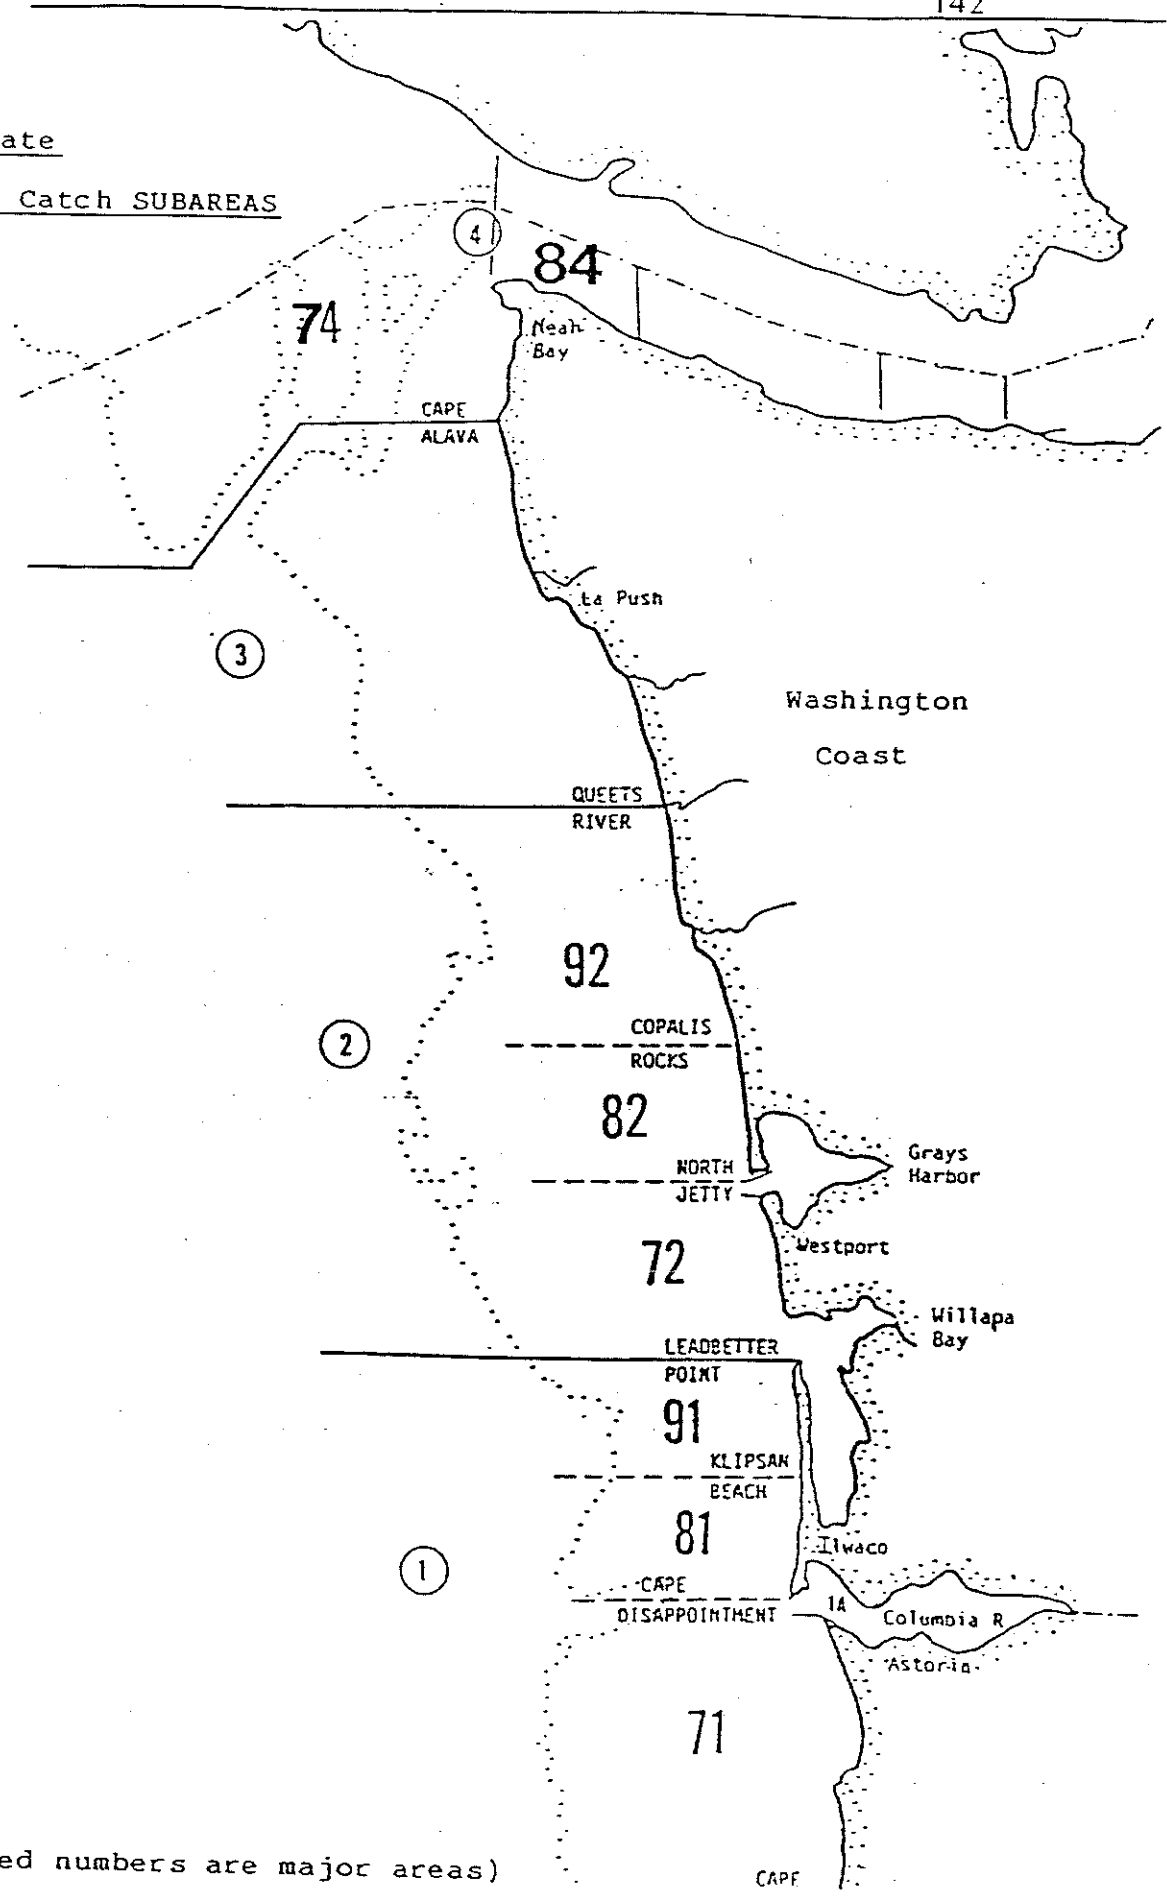 142
ate
Catch SUBAREAS
4
84
74
Neah
Bay
CAPE
ALAVA
La Push
3
Washington
Coast
QUEETS
RIVER
92
COPALIS
2
ROCKS
82
Grays
Harbor
NORTH
JETTY
72
Westport
Willapa
Bay
LEADBETTER
POINT
91
KLIPSAN
BEACH
81
Ilwaco
1
CAPE
DISAPPOINTMENT
1A
Columbia R
Astoria
71
ed numbers are major areas)
CAPE